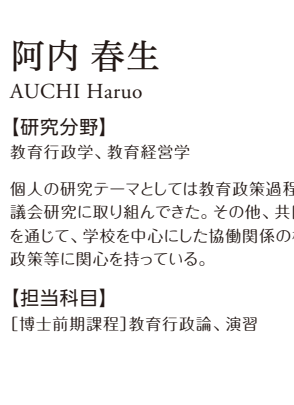 阿内 春生
AUCHI Haruo
【研究分野】
教育行政学、教育経営学
個人の研究テーマとしては教育政策過程
議会研究に取り組んできた。その他、共
を通じて、学校を中心にした協働関係の
政策等に関心を持っている。
【担当科目】
[博士前期課程]教育行政論、演習